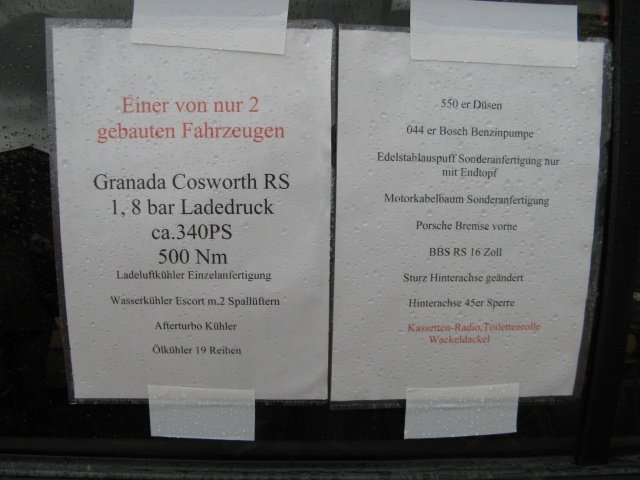 Einer von nur 2
gebauten Fahrzeugen
Granada Cosworth RS
1, 8 bar Ladedruck
ca.340PS
500 Nm
Ladeluftkühler Einzelanfertigung
Wasserkühler Escort m.2 Spallüftern
Afterturbo Kühler
Ölkühler 19 Reihen
550 er Düsen
044 er Bosch Benzinpumpe
Edelstahlauspuff Sonderanfertigung nur
mit Endtopf
Motorkabelbaum Sonderanfertigung
Porsche Bremse vorne
BBS RS 16 Zoll
Sturz Hinterachse geändert
Hinterachse 45er Sperre
Kassetten-Radio,Toilettenrolle
Wackeldackel